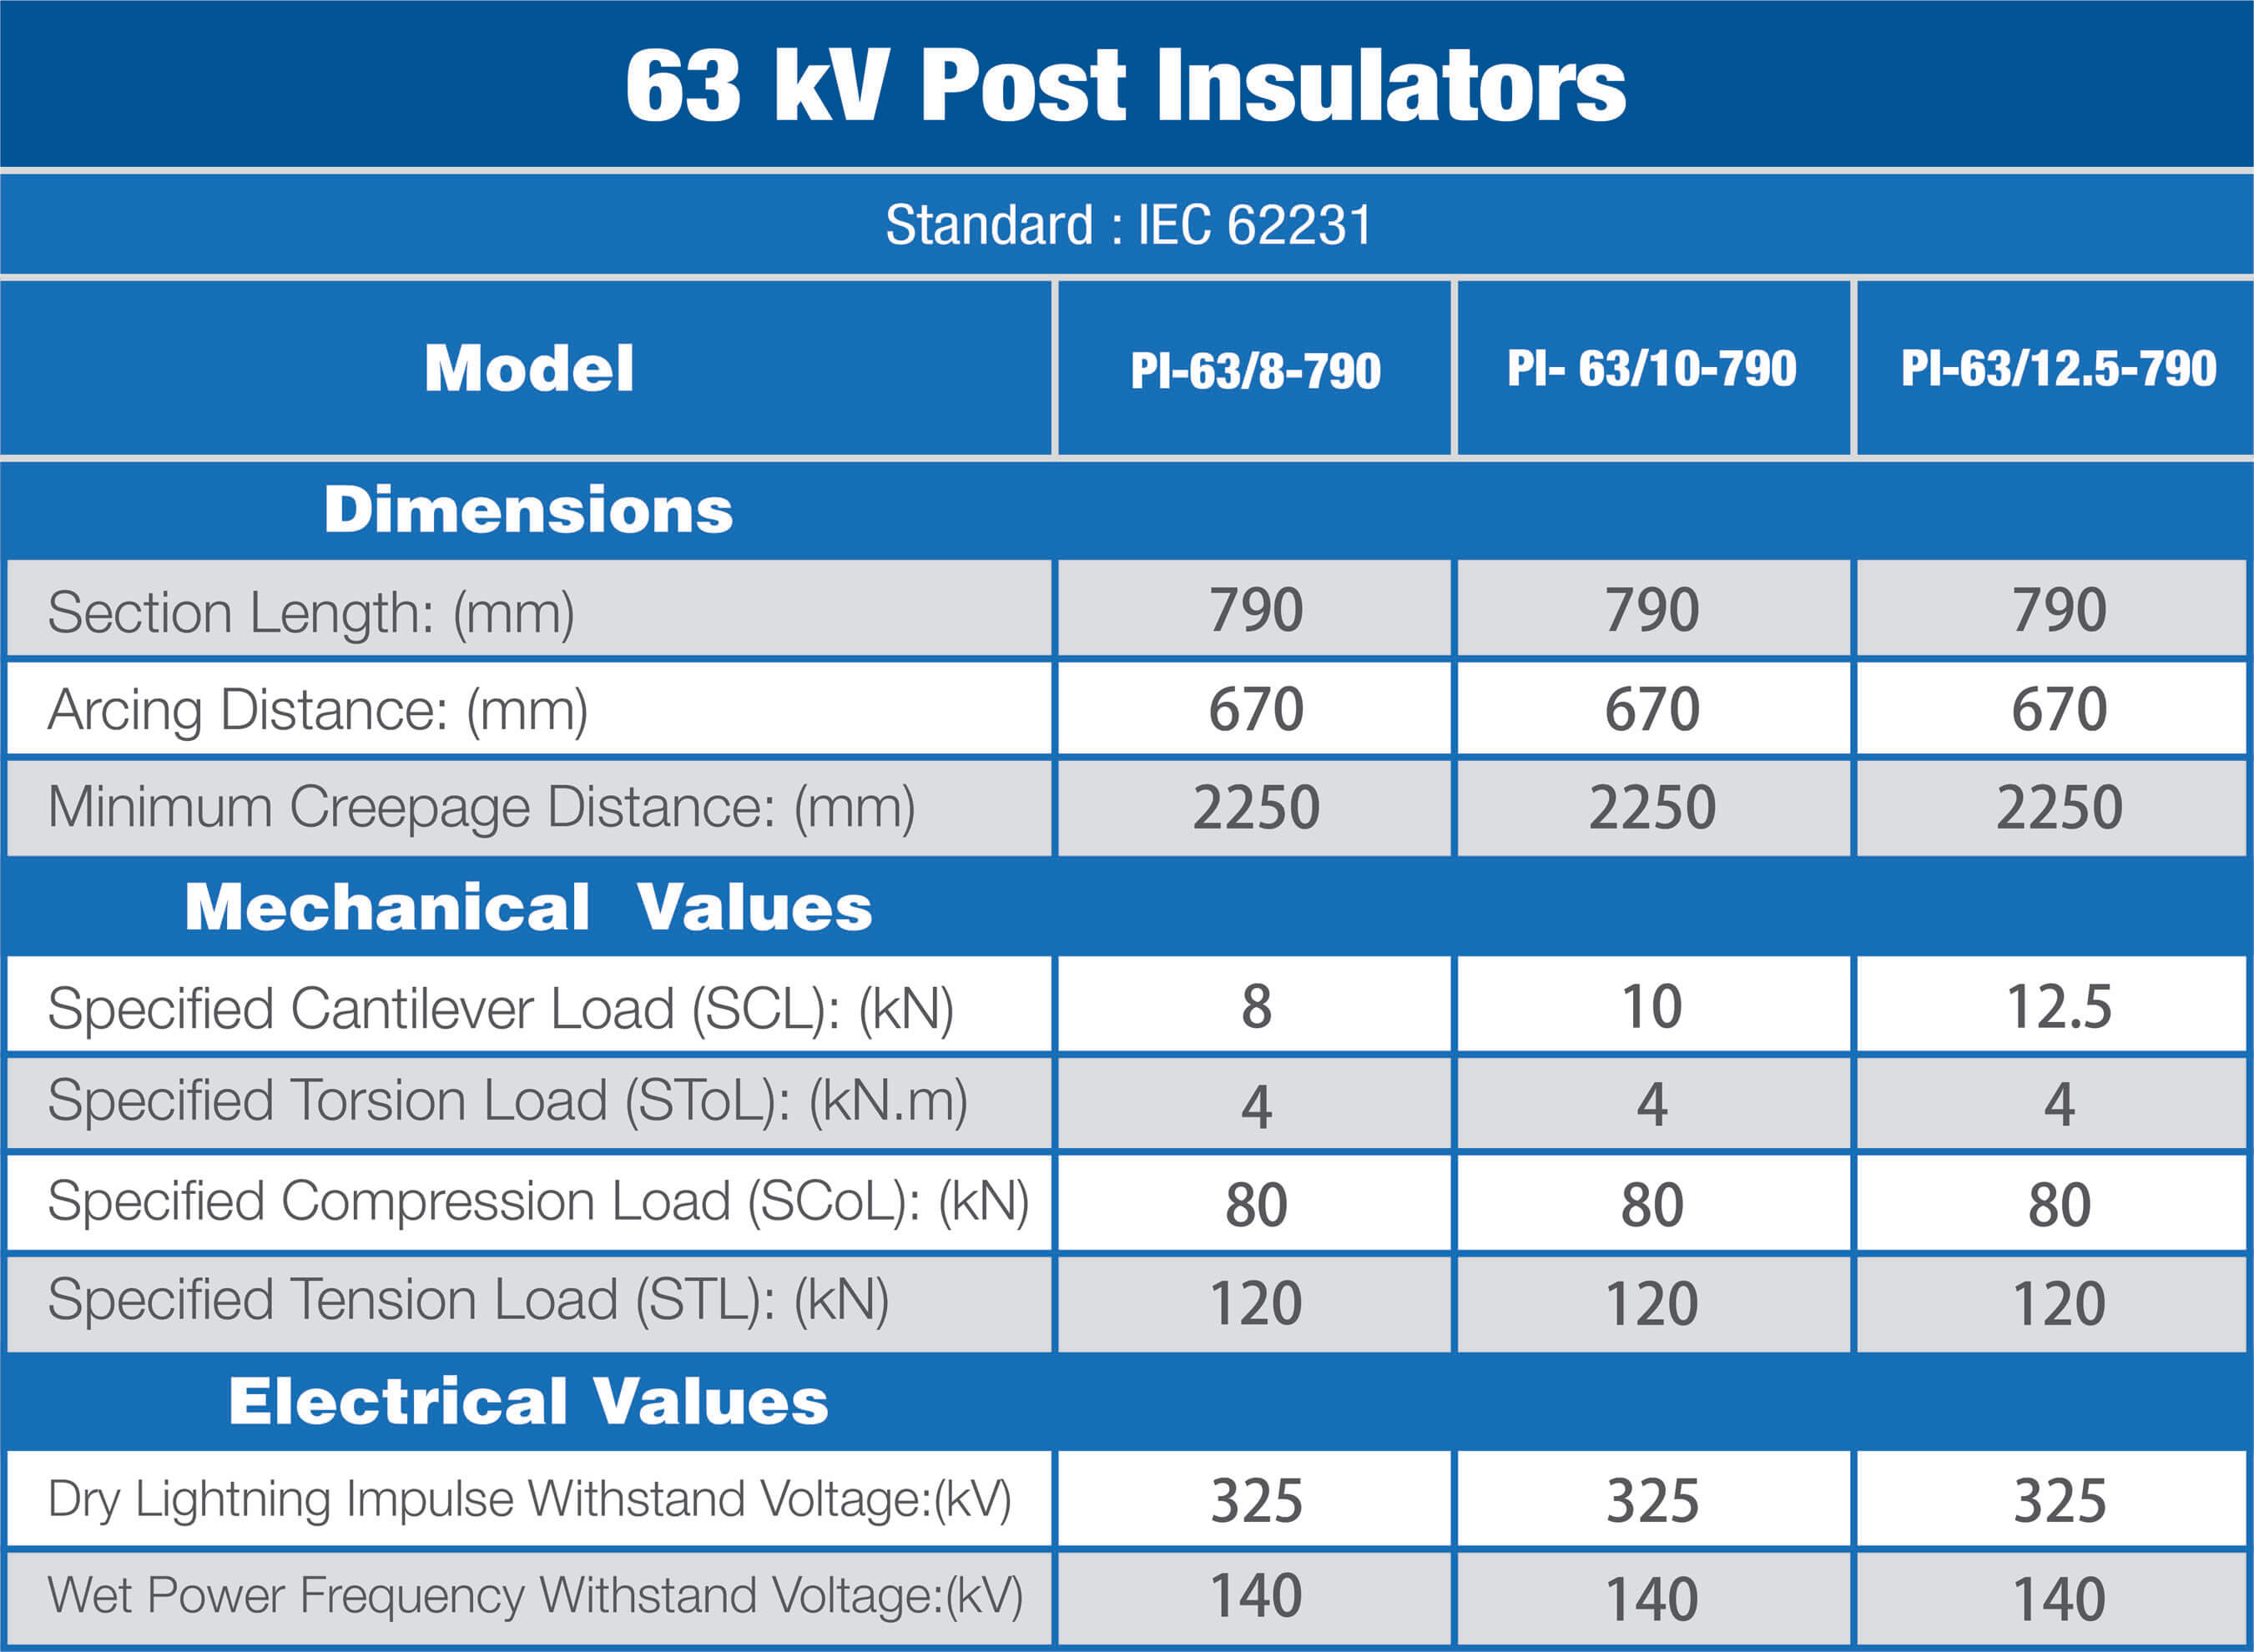 63 kV Post Insulators
Standard : IEC 62231
Model PI-63/8-790 PI- 63/10-790 PI-63/12.5-790
Dimensions
Section Length: (mm) 790 790 790
Arcing Distance: (mm) 670 670 670
Minimum Creepage Distance: (mm) 2250 2250 2250
Mechanical Values
Specified Cantilever Load (SCL): (kN) 8 10 12.5
Specified Torsion Load (SToL): (kN.m) 4 4 4
Specified Compression Load (SCoL): (kN) 80 80 80
Specified Tension Load (STL): (kN) 120 120 120
Electrical Values
Dry Lightning Impulse Withstand Voltage:(kV) 325 325 325
Wet Power Frequency Withstand Voltage:(kV) 140 140 140